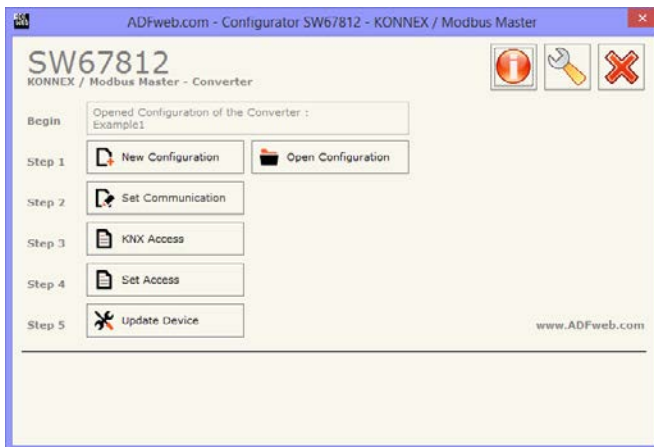 ADFweb.com - Configurator SW67812 - KONNEX / Modbus Master
SW67812
KONNEX / Modbus Master - Converter
Begin
Opened Configuration of the Converter :
Example1
Step 1
New Configuration
Open Configuration
Step 2
Set Communication
Step 3
KNX Access
Step 4
Set Access
Step 5
Update Device
www.ADFweb.com